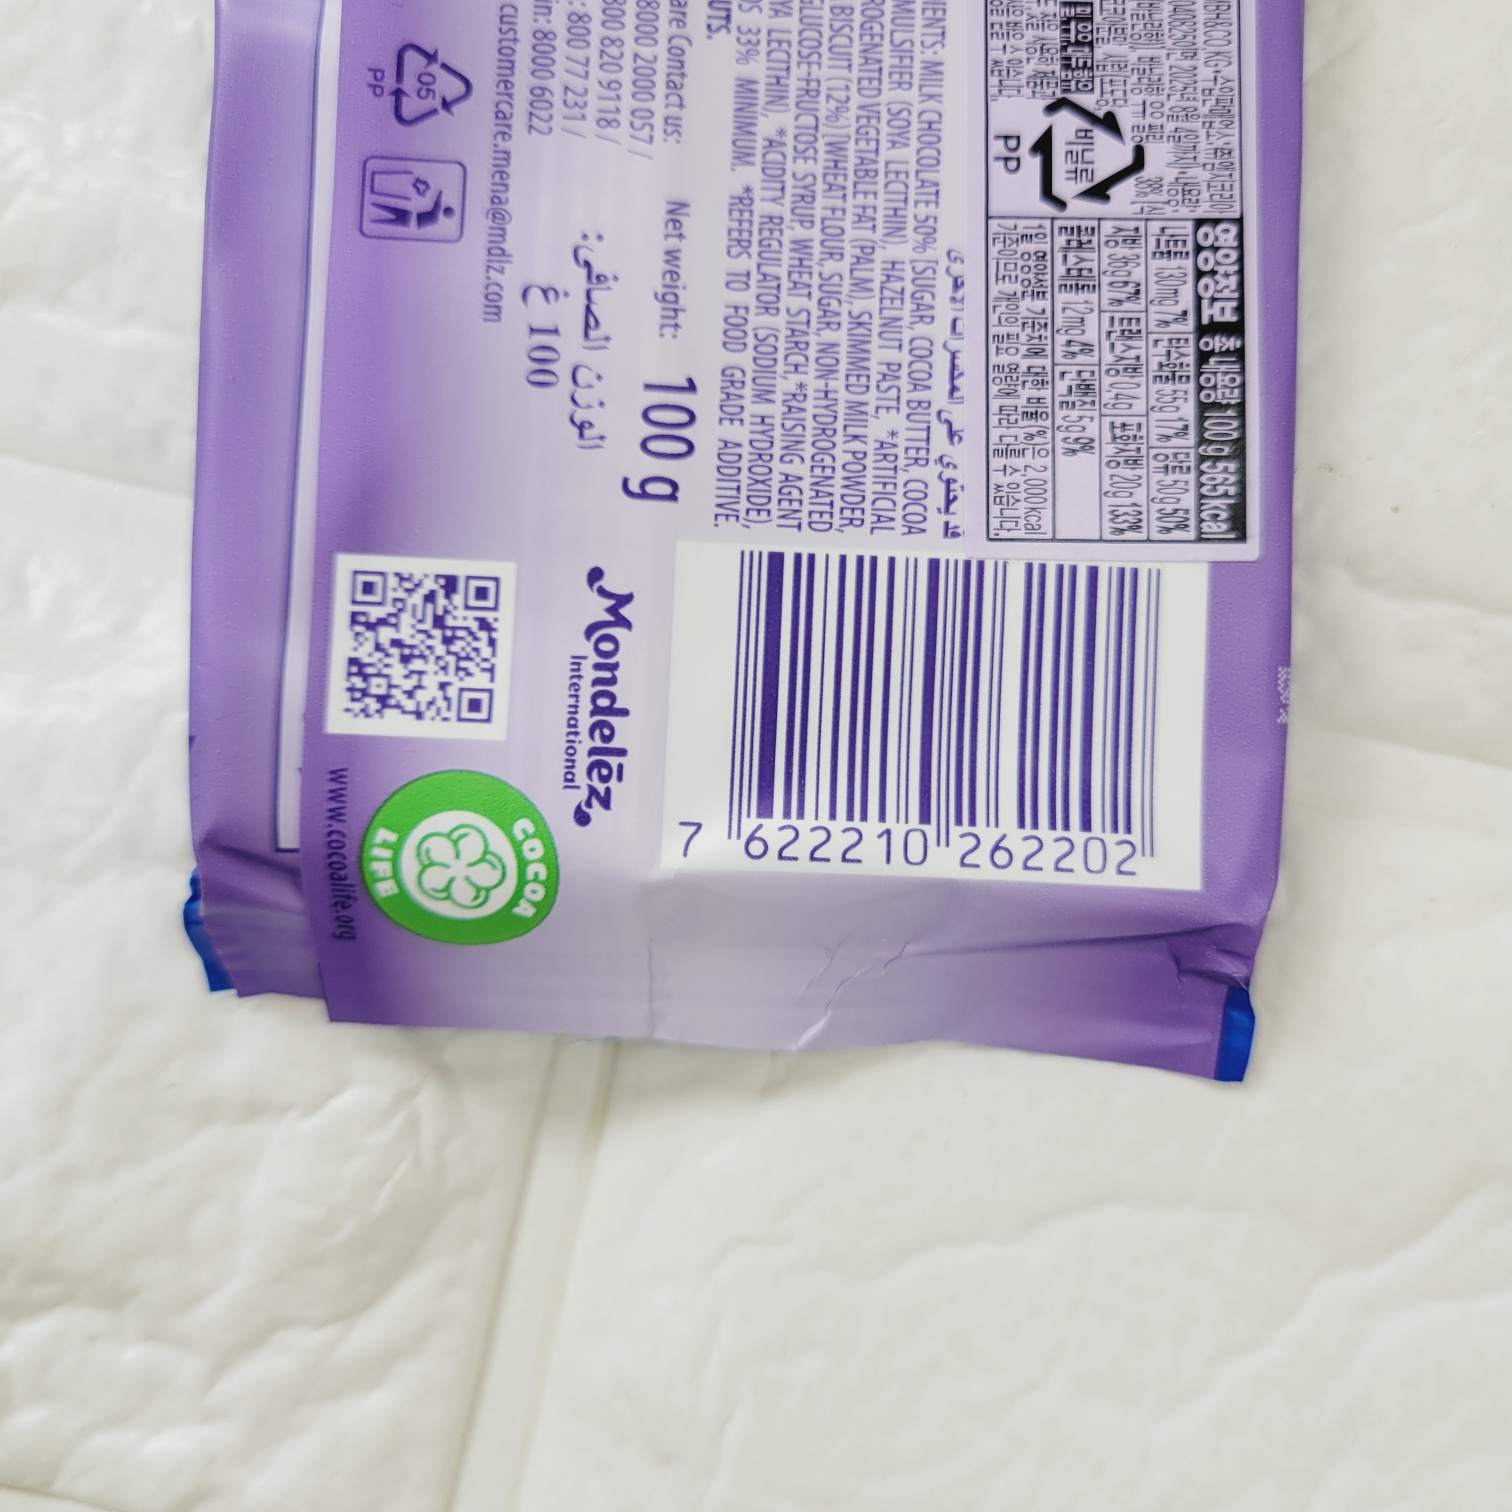 영양정보 총 내용량 100 g 565 kcal
나트륨 130mg 7% 탄수화물 55g 17% 당류 50g 50%
지방 36g 67% 트랜스지방 0.4g 포화지방 20g 133%
콜레스테롤 12mg 4% 단백질 5g 9%
1일 영양성분 기준치에 대한 비율(%)은 2,000 kcal
기준이므로 개인의 필요 열량에 따라 다를 수 있습니다.
비닐류
PP
قد يحتوي على المكسرات الأخرى
MILK CHOCOLATE 50% (SUGAR, COCOA BUTTER, COCOA
(SOYA LECITHIN), HAZELNUT PASTE, *ARTIFICIAL
VEGETABLE FAT (PALM), SKIMMED MILK POWDER,
BISCUIT (12%) (WHEAT FLOUR, SUGAR, NON-HYDROGENATED
GLUCOSE-FRUCTOSE SYRUP, WHEAT STARCH, *RAISING AGENT
LECITHIN, *ACIDITY REGULATOR (SODIUM HYDROXIDE),
33% MINIMUM. *REFERS TO FOOD GRADE ADDITIVE.
Contact us:
8000 2000 057 /
800 820 9118 /
: 800 77 231 /
in: 8000 6022
customercare.mena@mdlz.com
Net weight: 100 g
الوزن الصافي:
100 غ
05
PP
Mondelēz
International
7 622210 262202
COCOA
LIFE
www.cocoalife.org